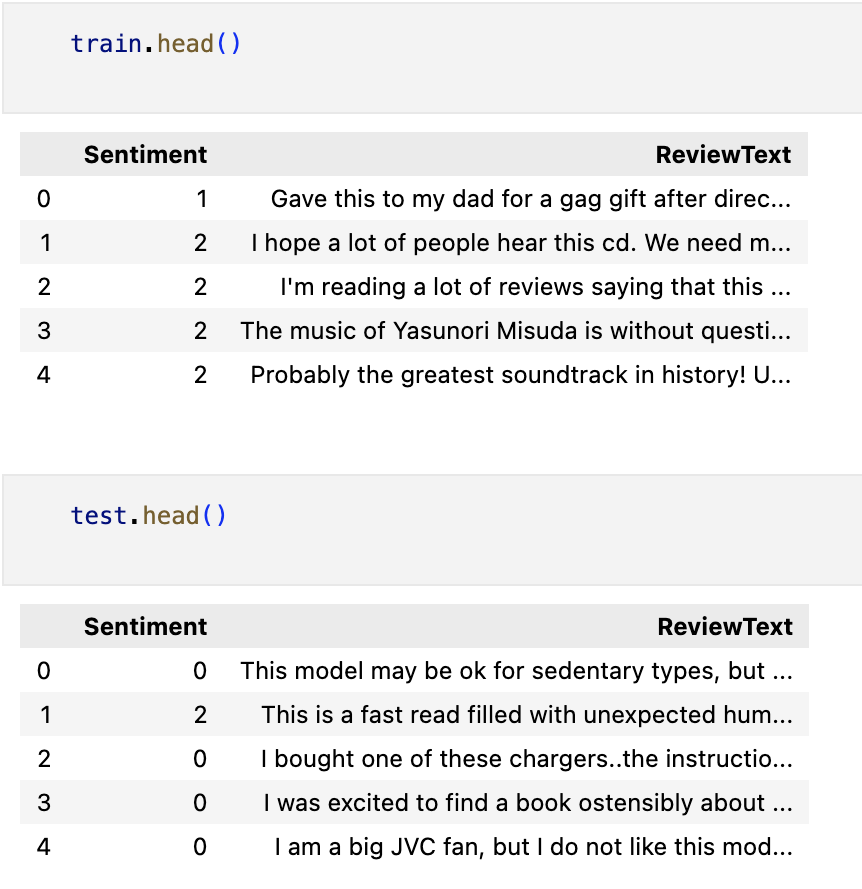 train.head()
Sentiment ReviewText
0 1 Gave this to my dad for a gag gift after direc...
1 2 I hope a lot of people hear this cd. We need m...
2 2 I'm reading a lot of reviews saying that this ...
3 2 The music of Yasunori Misuda is without questi...
4 2 Probably the greatest soundtrack in history! U...
test.head()
Sentiment ReviewText
0 0 This model may be ok for sedentary types, but ...
1 2 This is a fast read filled with unexpected hum...
2 0 I bought one of these chargers..the instructio...
3 0 I was excited to find a book ostensibly about ...
4 0 I am a big JVC fan, but I do not like this mod...